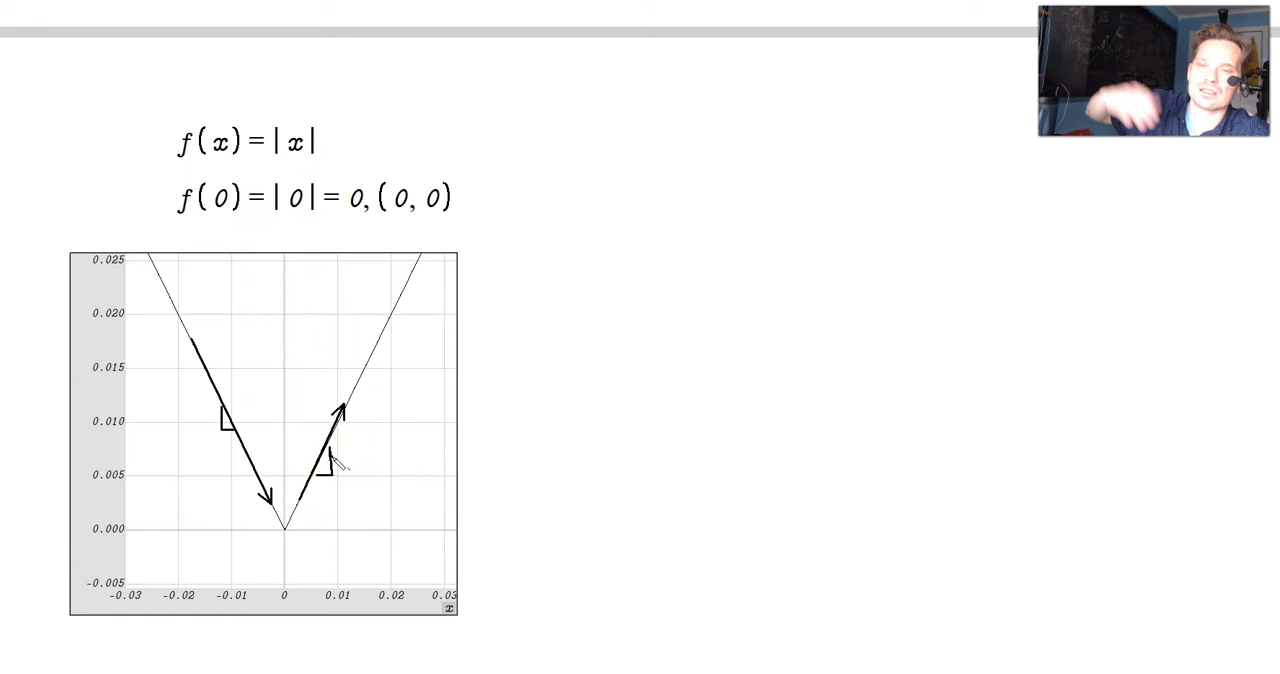 f(x) = |x|
f(0) = |0| = 0, (0, 0)
0.025
0.020
0.015
0.010
0.005
0.000
-0.005
-0.03 -0.02 -0.01 0 0.01 0.02 0.03
x